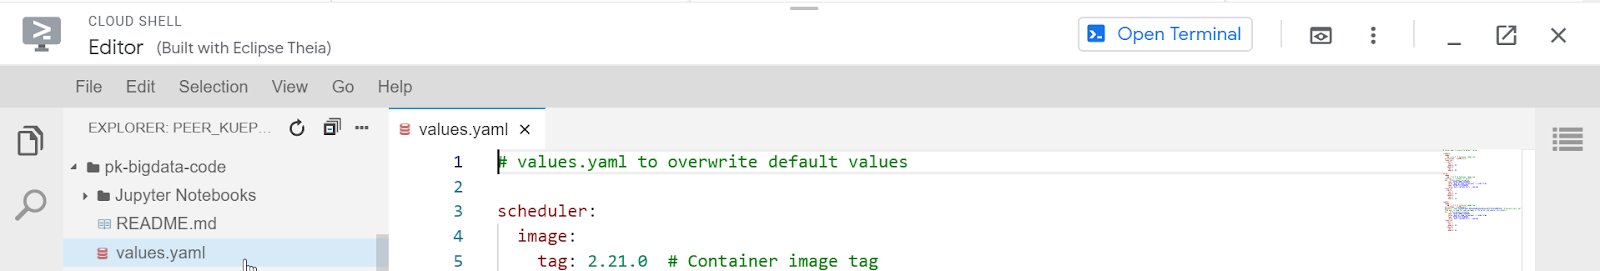 CLOUD SHELL
Editor (Built with Eclipse Theia)
Open Terminal
File Edit Selection View Go Help
EXPLORER: PEER_KUEP...
values.yaml
pk-bigdata-code
Jupyter Notebooks
README.md
values.yaml
1 # values.yaml to overwrite default values
2
3 scheduler:
4 image:
5 tag: 2.21.0 # Container image tag